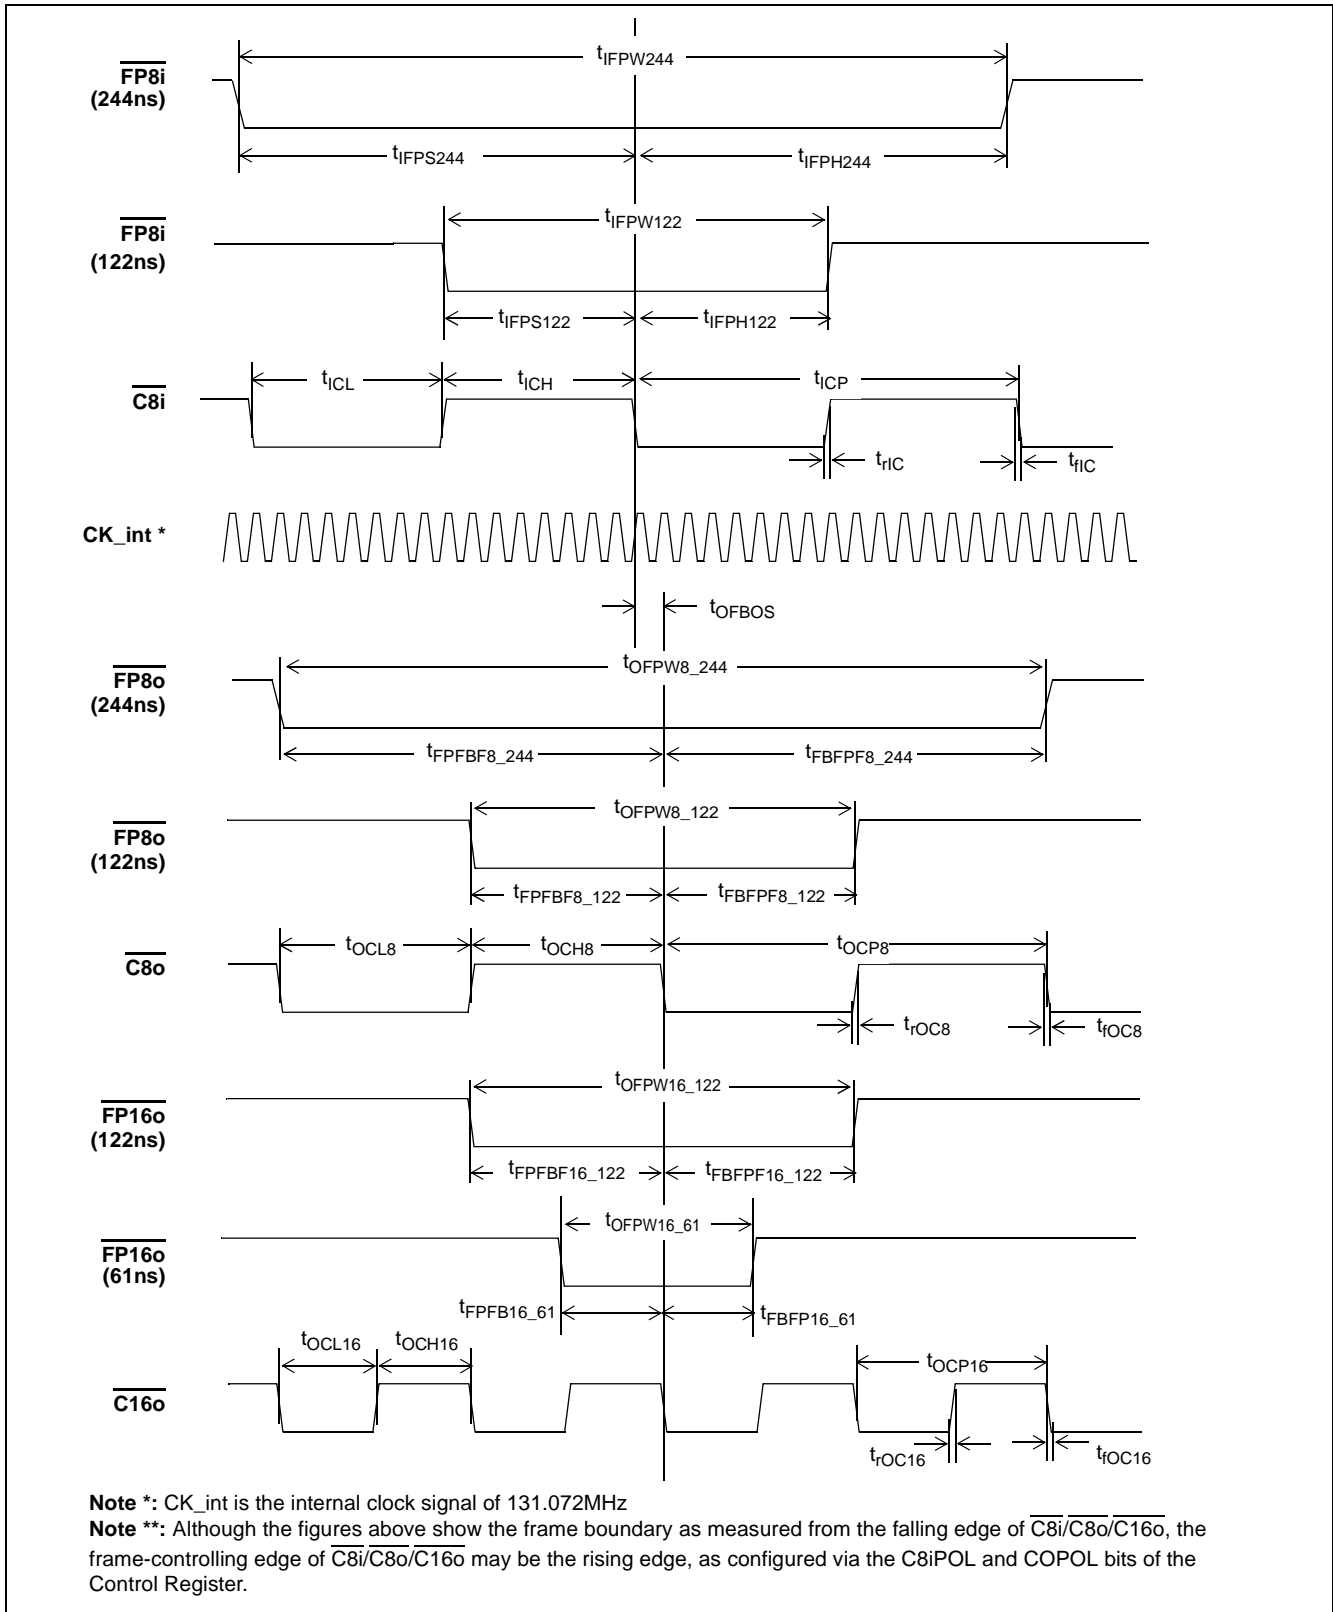 tIFPW244
FP8i
(244ns)
tIFPS244
tIFPH244
FP8i
(122ns)
tIFPW122
tIFPS122
tIFPH122
C8i
tICL
tICH
tICP
trIC
tfIC
CK_int *
tOFBOS
FP8o
(244ns)
tOFPW8_244
tFPFBF8_244
tFBFPF8_244
FP8o
(122ns)
tOFPW8_122
tFPFBF8_122
tFBFPF8_122
C8o
tOCL8
tOCH8
tOCP8
trOC8
tfOC8
FP16o
(122ns)
tOFPW16_122
tFPFBF16_122
tFBFPF16_122
FP16o
(61ns)
tOFPW16_61
tFPFB16_61
tFBFP16_61
C16o
tOCL16
tOCH16
tOCP16
trOC16
tfOC16
Note *: CK_int is the internal clock signal of 131.072MHz
Note **: Although the figures above show the frame boundary as measured from the falling edge of C8i/C8o/C16o, the
frame-controlling edge of C8i/C8o/C16o may be the rising edge, as configured via the C8iPOL and COPOL bits of the
Control Register.